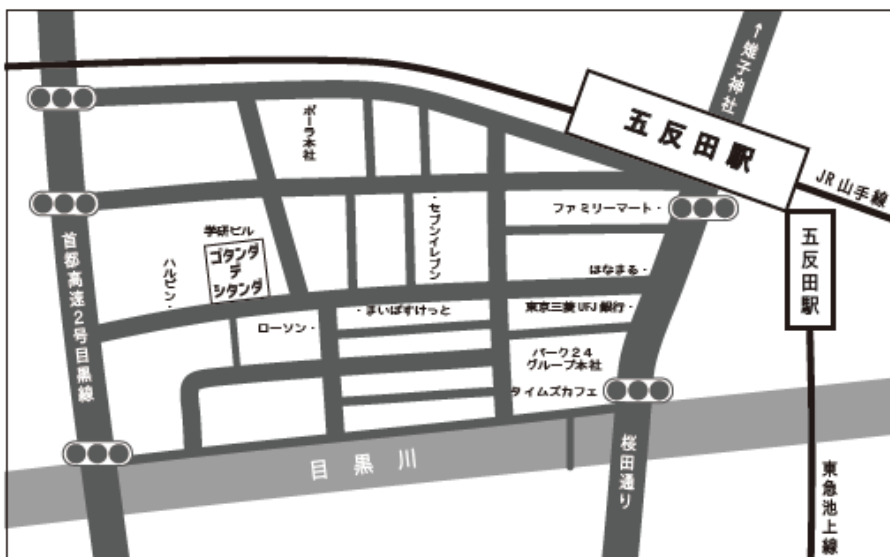 ↑雉子神社
五反田駅
JR山手線
五反田駅
ポーラ本社
ファミリーマート・
・セブンイレブン
学研ビル
ゴタンダ
デ
シタンダ
ハルピン・
はなまる・
首都高速2号目黒線
・まいばすけっと
東京三菱UFJ銀行・
ローソン・
パーク24
グループ本社
タイムズカフェ・
目黒川
桜田通り
東急池上線